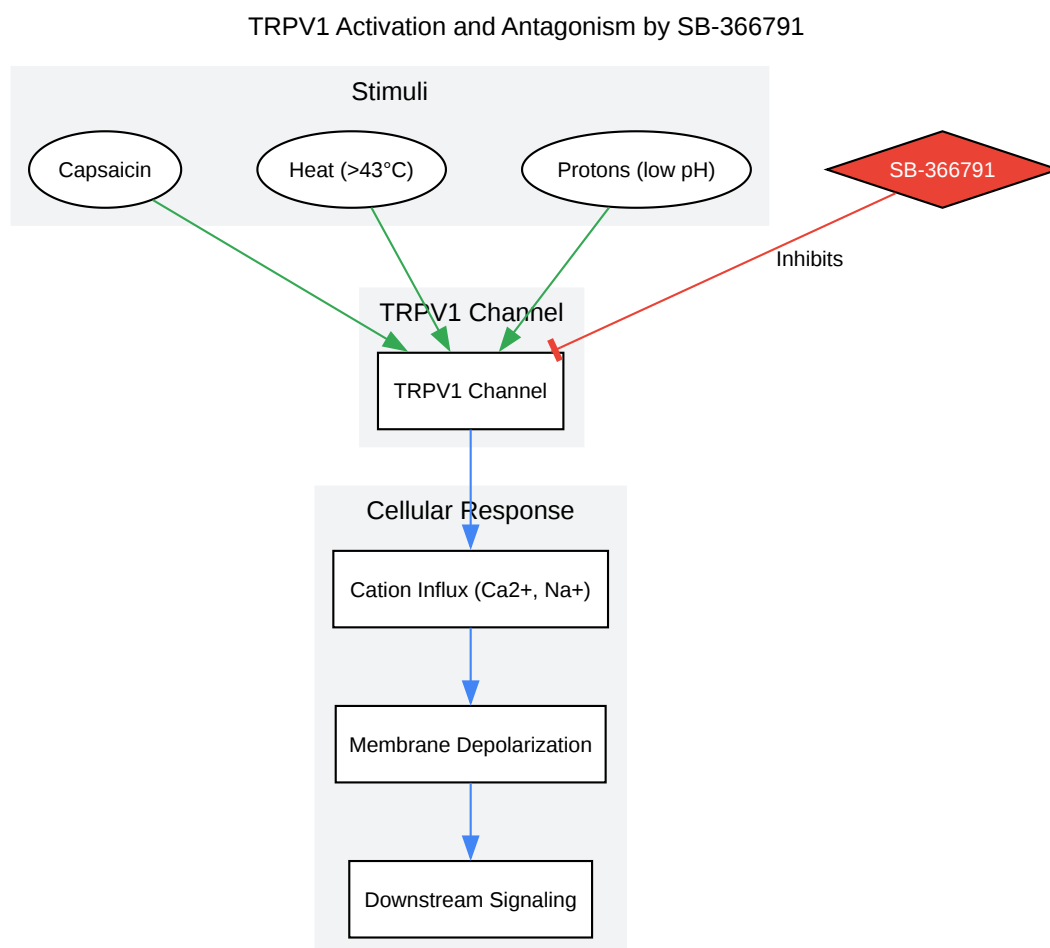 TRPV1 Activation and Antagonism by SB-366791
Stimuli
Capsaicin
Heat (>43°C)
Protons (low pH)
SB-366791
Inhibits
TRPV1 Channel
TRPV1 Channel
Cellular Response
Cation Influx (Ca2+, Na+)
Membrane Depolarization
Downstream Signaling